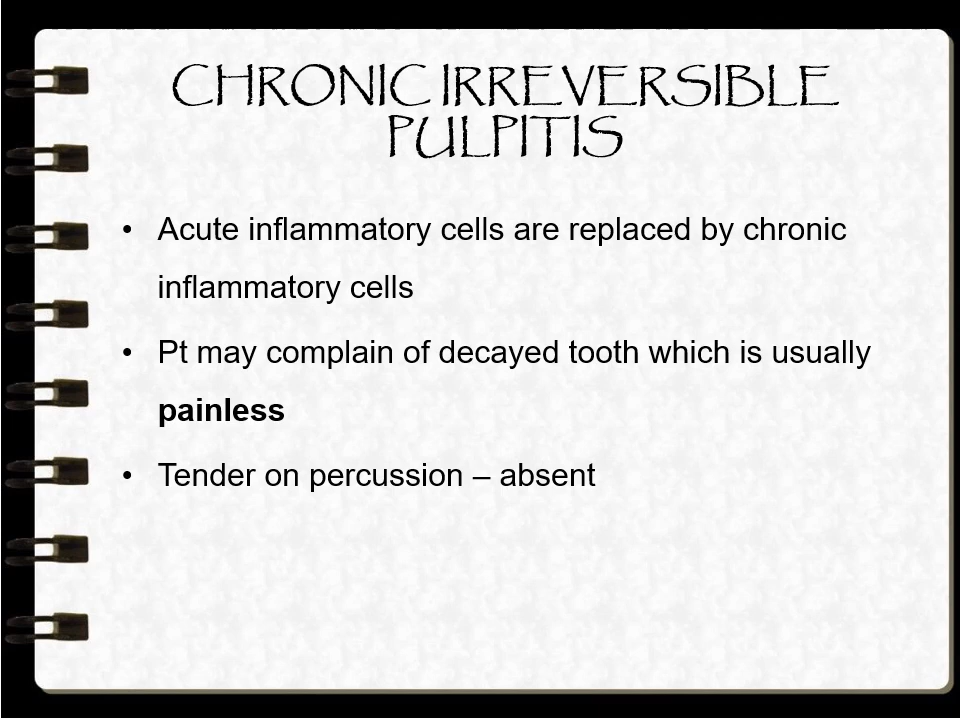 CHRONIC IRREVERSIBLE
PULPITIS
• Acute inflammatory cells are replaced by chronic
inflammatory cells
• Pt may complain of decayed tooth which is usually
painless
• Tender on percussion – absent